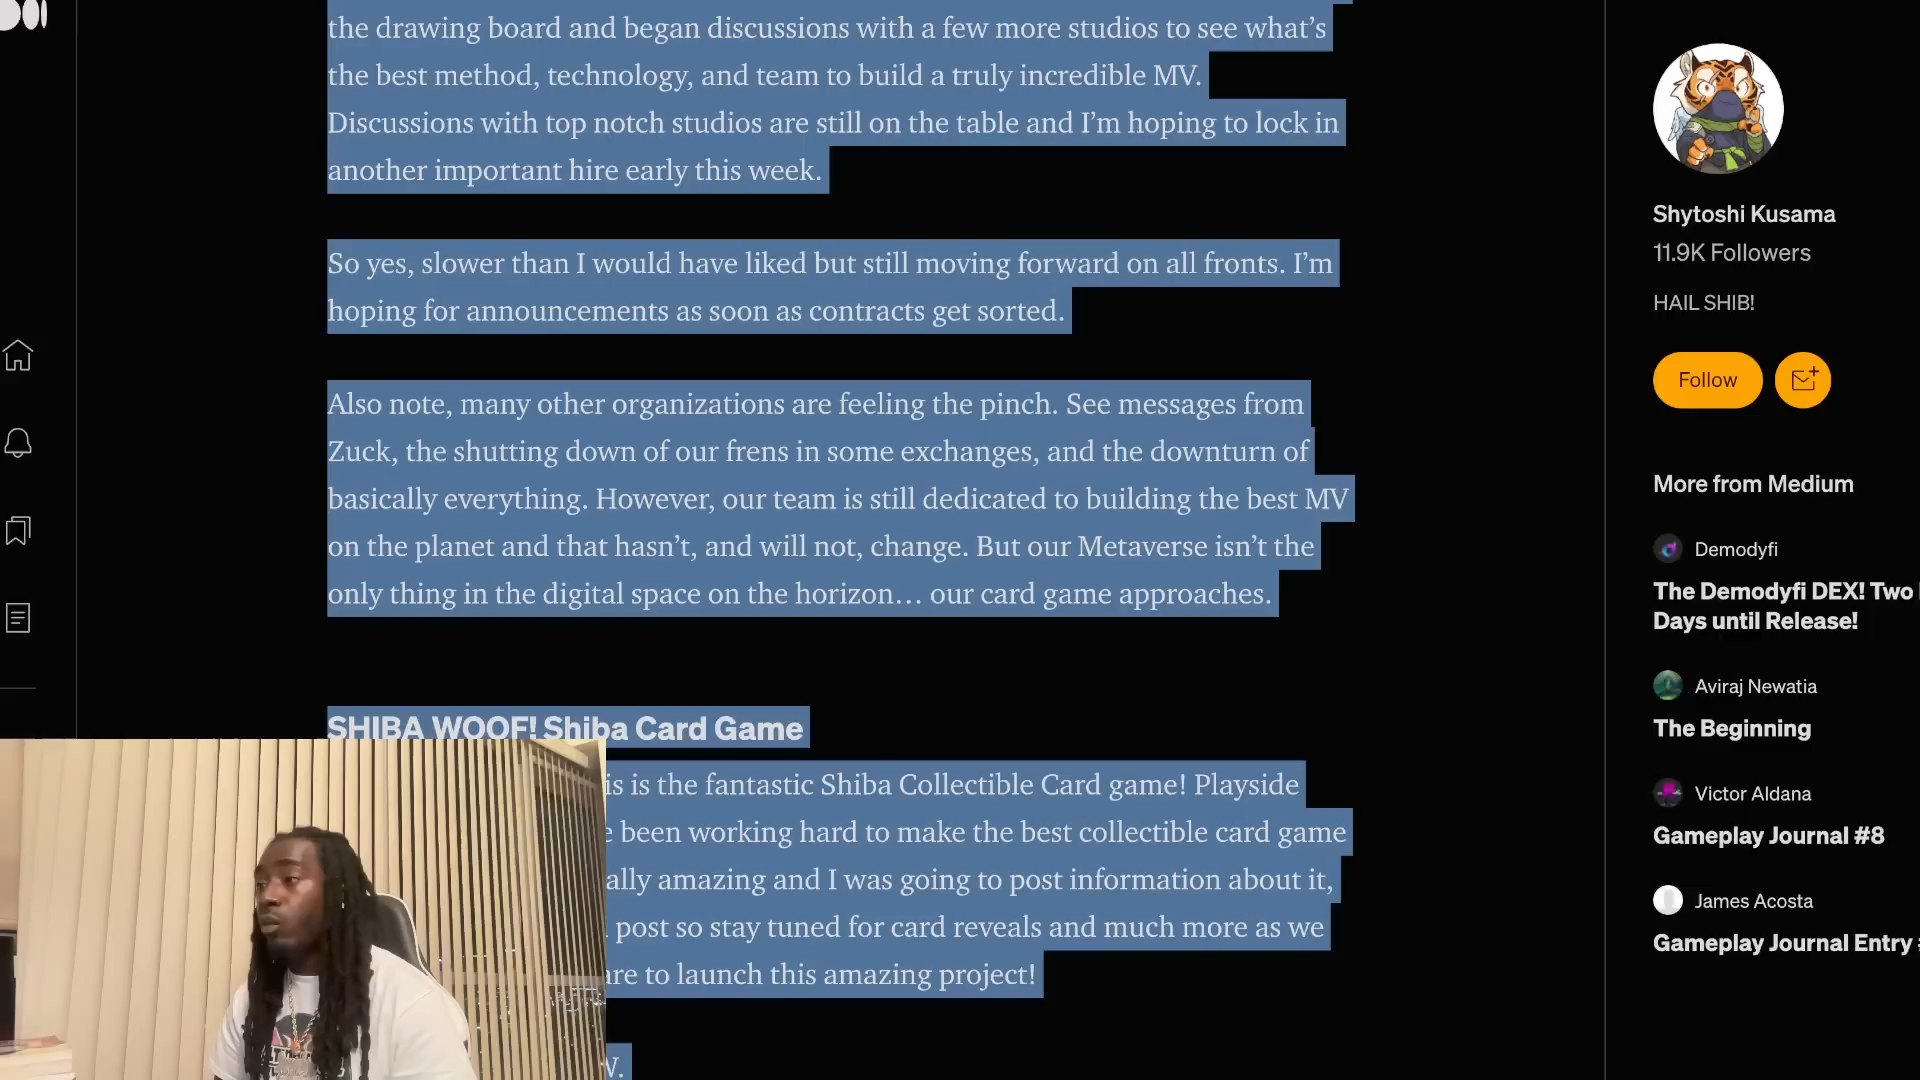 the drawing board and began discussions with a few more studios to see what’s
the best method, technology, and team to build a truly incredible MV.
Discussions with top notch studios are still on the table and I’m hoping to lock in
another important hire early this week.
So yes, slower than I would have liked but still moving forward on all fronts. I’m
hoping for announcements as soon as contracts get sorted.
Also note, many other organizations are feeling the pinch. See messages from
Zuck, the shutting down of our frens in some exchanges, and the downturn of
basically everything. However, our team is still dedicated to building the best MV
on the planet and that hasn’t, and will not, change. But our Metaverse isn’t the
only thing in the digital space on the horizon… our card game approaches.
SHIBA WOOF! Shiba Card Game
is is the fantastic Shiba Collectible Card game! Playside
been working hard to make the best collectible card game
ally amazing and I was going to post information about it,
post so stay tuned for card reveals and much more as we
are to launch this amazing project!
Shytoshi Kusama
11.9K Followers
HAIL SHIB!
Follow
More from Medium
Demodyfi
The Demodyfi DEX! Two
Days until Release!
Aviraj Newatia
The Beginning
Victor Aldana
Gameplay Journal #8
James Acosta
Gameplay Journal Entry